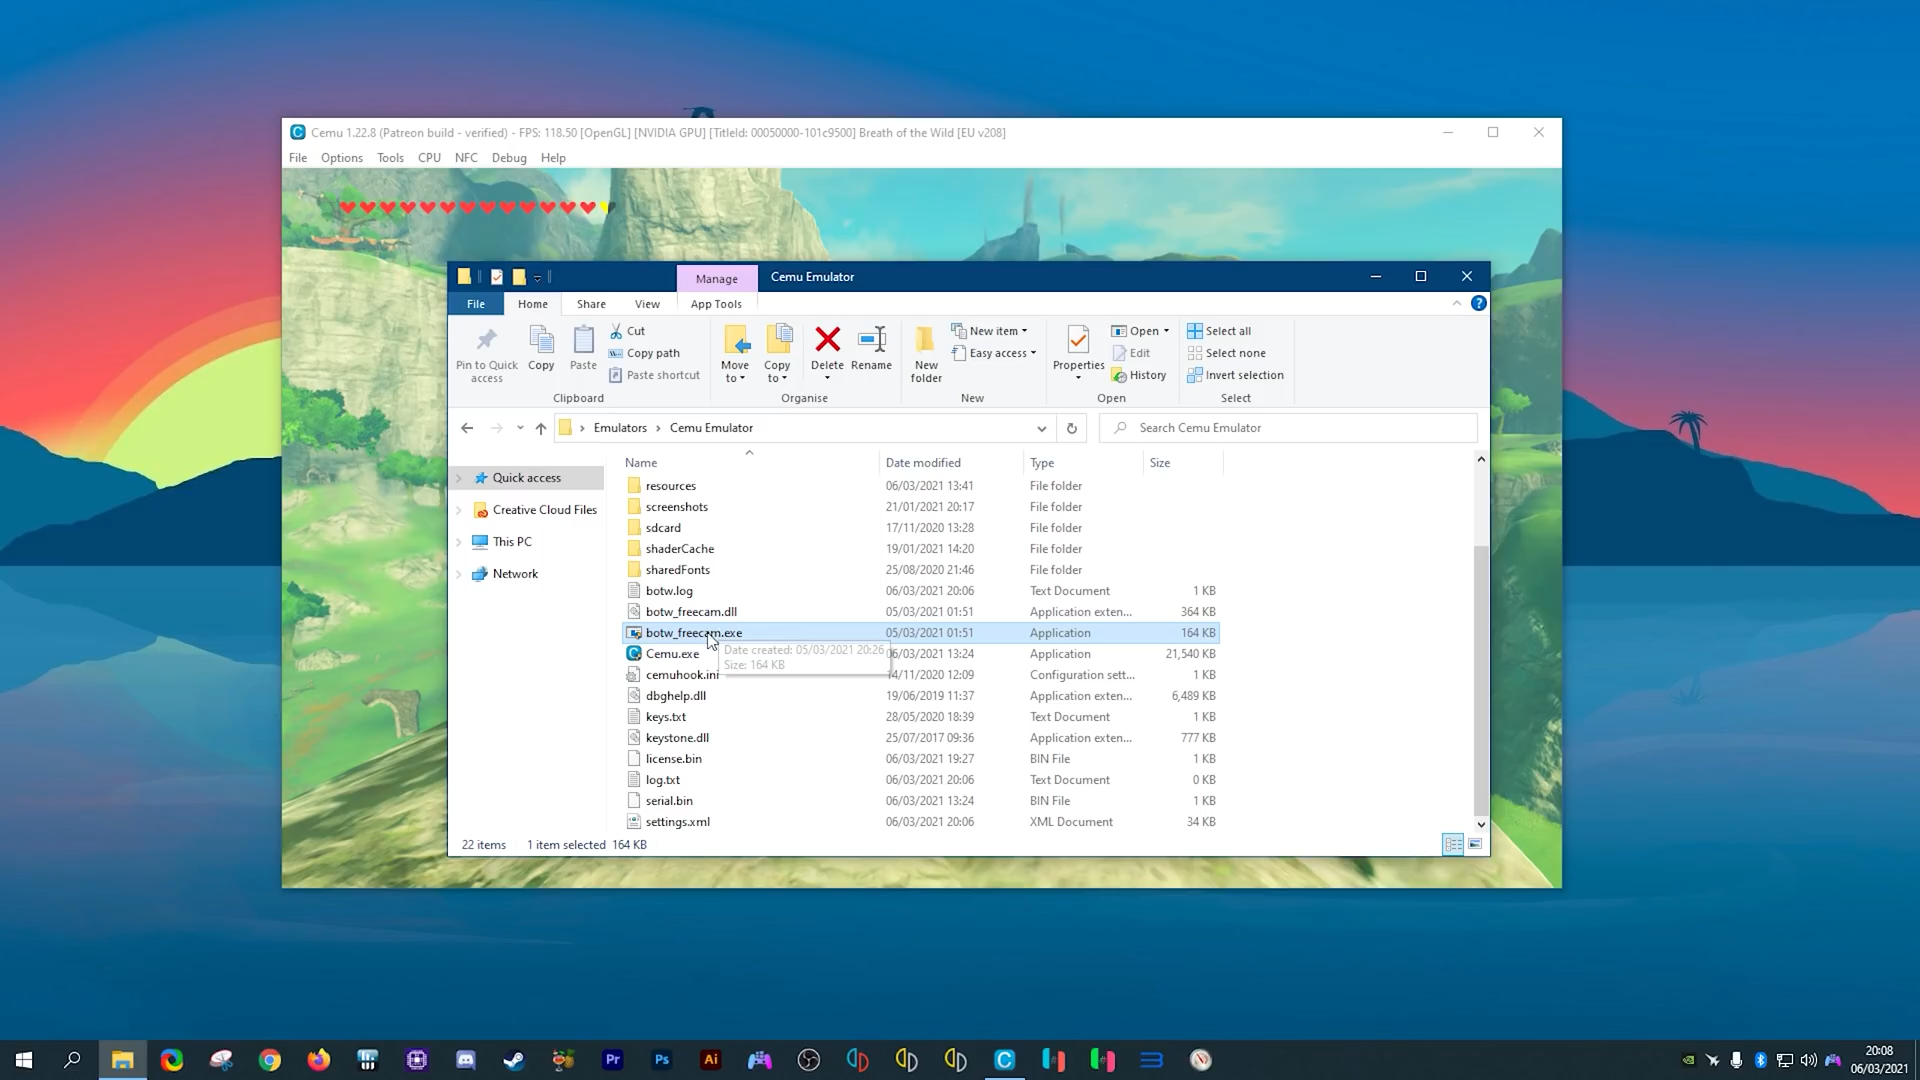 Cemu 1.22.8 (Patreon build - verified) - FPS: 118.50 [OpenGL] [NVIDIA GPU] [TitleId: 00050000-101c9500] Breath of the Wild [EU v208]
File Options Tools CPU NFC Debug Help
Manage Cemu Emulator
File Home Share View App Tools
Pin to Quick access
Copy
Paste
Cut
Copy path
Paste shortcut
Clipboard
Move to
Copy to
Delete
Rename
Organise
New folder
New item
Easy access
New
Properties
Open
Edit
History
Open
Select all
Select none
Invert selection
Select
Emulators > Cemu Emulator
Search Cemu Emulator
Quick access
Creative Cloud Files
This PC
Network
Name Date modified Type Size
resources 06/03/2021 13:41 File folder
screenshots 21/01/2021 20:17 File folder
sdcard 17/11/2020 13:28 File folder
shaderCache 19/01/2021 14:20 File folder
sharedFonts 25/08/2020 21:46 File folder
botw.log 06/03/2021 20:06 Text Document 1 KB
botw_freecam.dll 05/03/2021 01:51 Application exten... 364 KB
botw_freecam.exe 05/03/2021 01:51 Application 164 KB
Cemu.exe 06/03/2021 13:24 Application 21,540 KB
Date created: 05/03/2021 20:26
Size: 164 KB
cemuhook.ini 14/11/2020 12:09 Configuration sett... 1 KB
dbghelp.dll 19/06/2019 11:37 Application exten... 6,489 KB
keys.txt 28/05/2020 18:39 Text Document 1 KB
keystone.dll 25/07/2017 09:36 Application exten... 777 KB
license.bin 06/03/2021 19:27 BIN File 1 KB
log.txt 06/03/2021 20:06 Text Document 0 KB
serial.bin 06/03/2021 13:24 BIN File 1 KB
settings.xml 06/03/2021 20:06 XML Document 34 KB
22 items 1 item selected 164 KB
Pr Ps Ai
20:08
06/03/2021